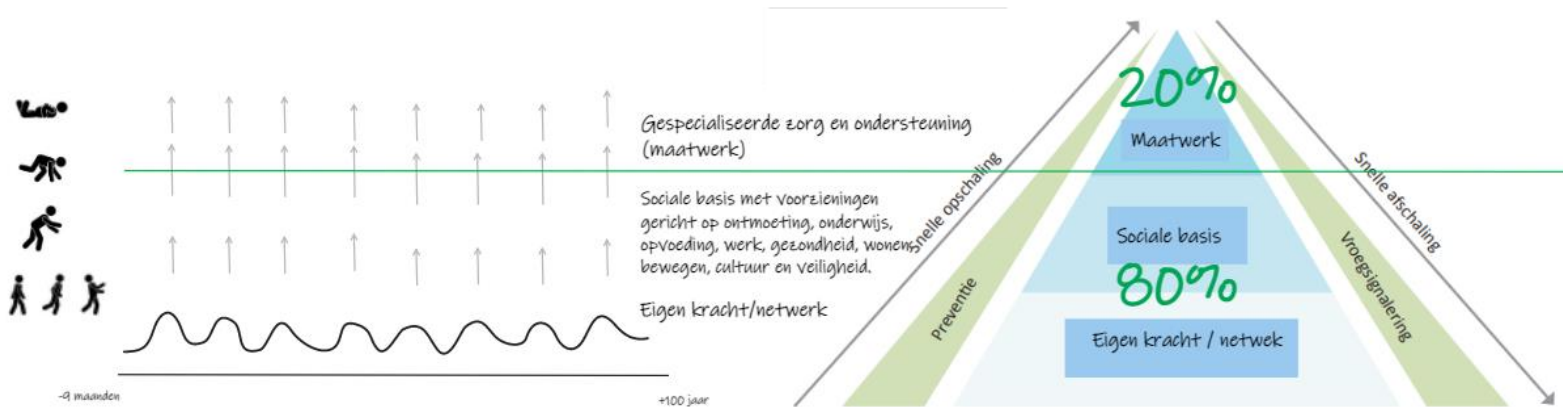 Gespecialiseerde zorg en ondersteuning
(maatwerk)
Sociale basis met voorzieningen
gericht op ontmoeting, onderwijs,
opvoeding, werk, gezondheid, wonen,
bewegen, cultuur en veiligheid.
Eigen kracht/netwerk
-9 maanden
+100 jaar
Snelle opschaling
Preventie
20%
Maatwerk
Sociale basis
80%
Eigen kracht / netwek
Snelle afschaling
Vroegsignalering